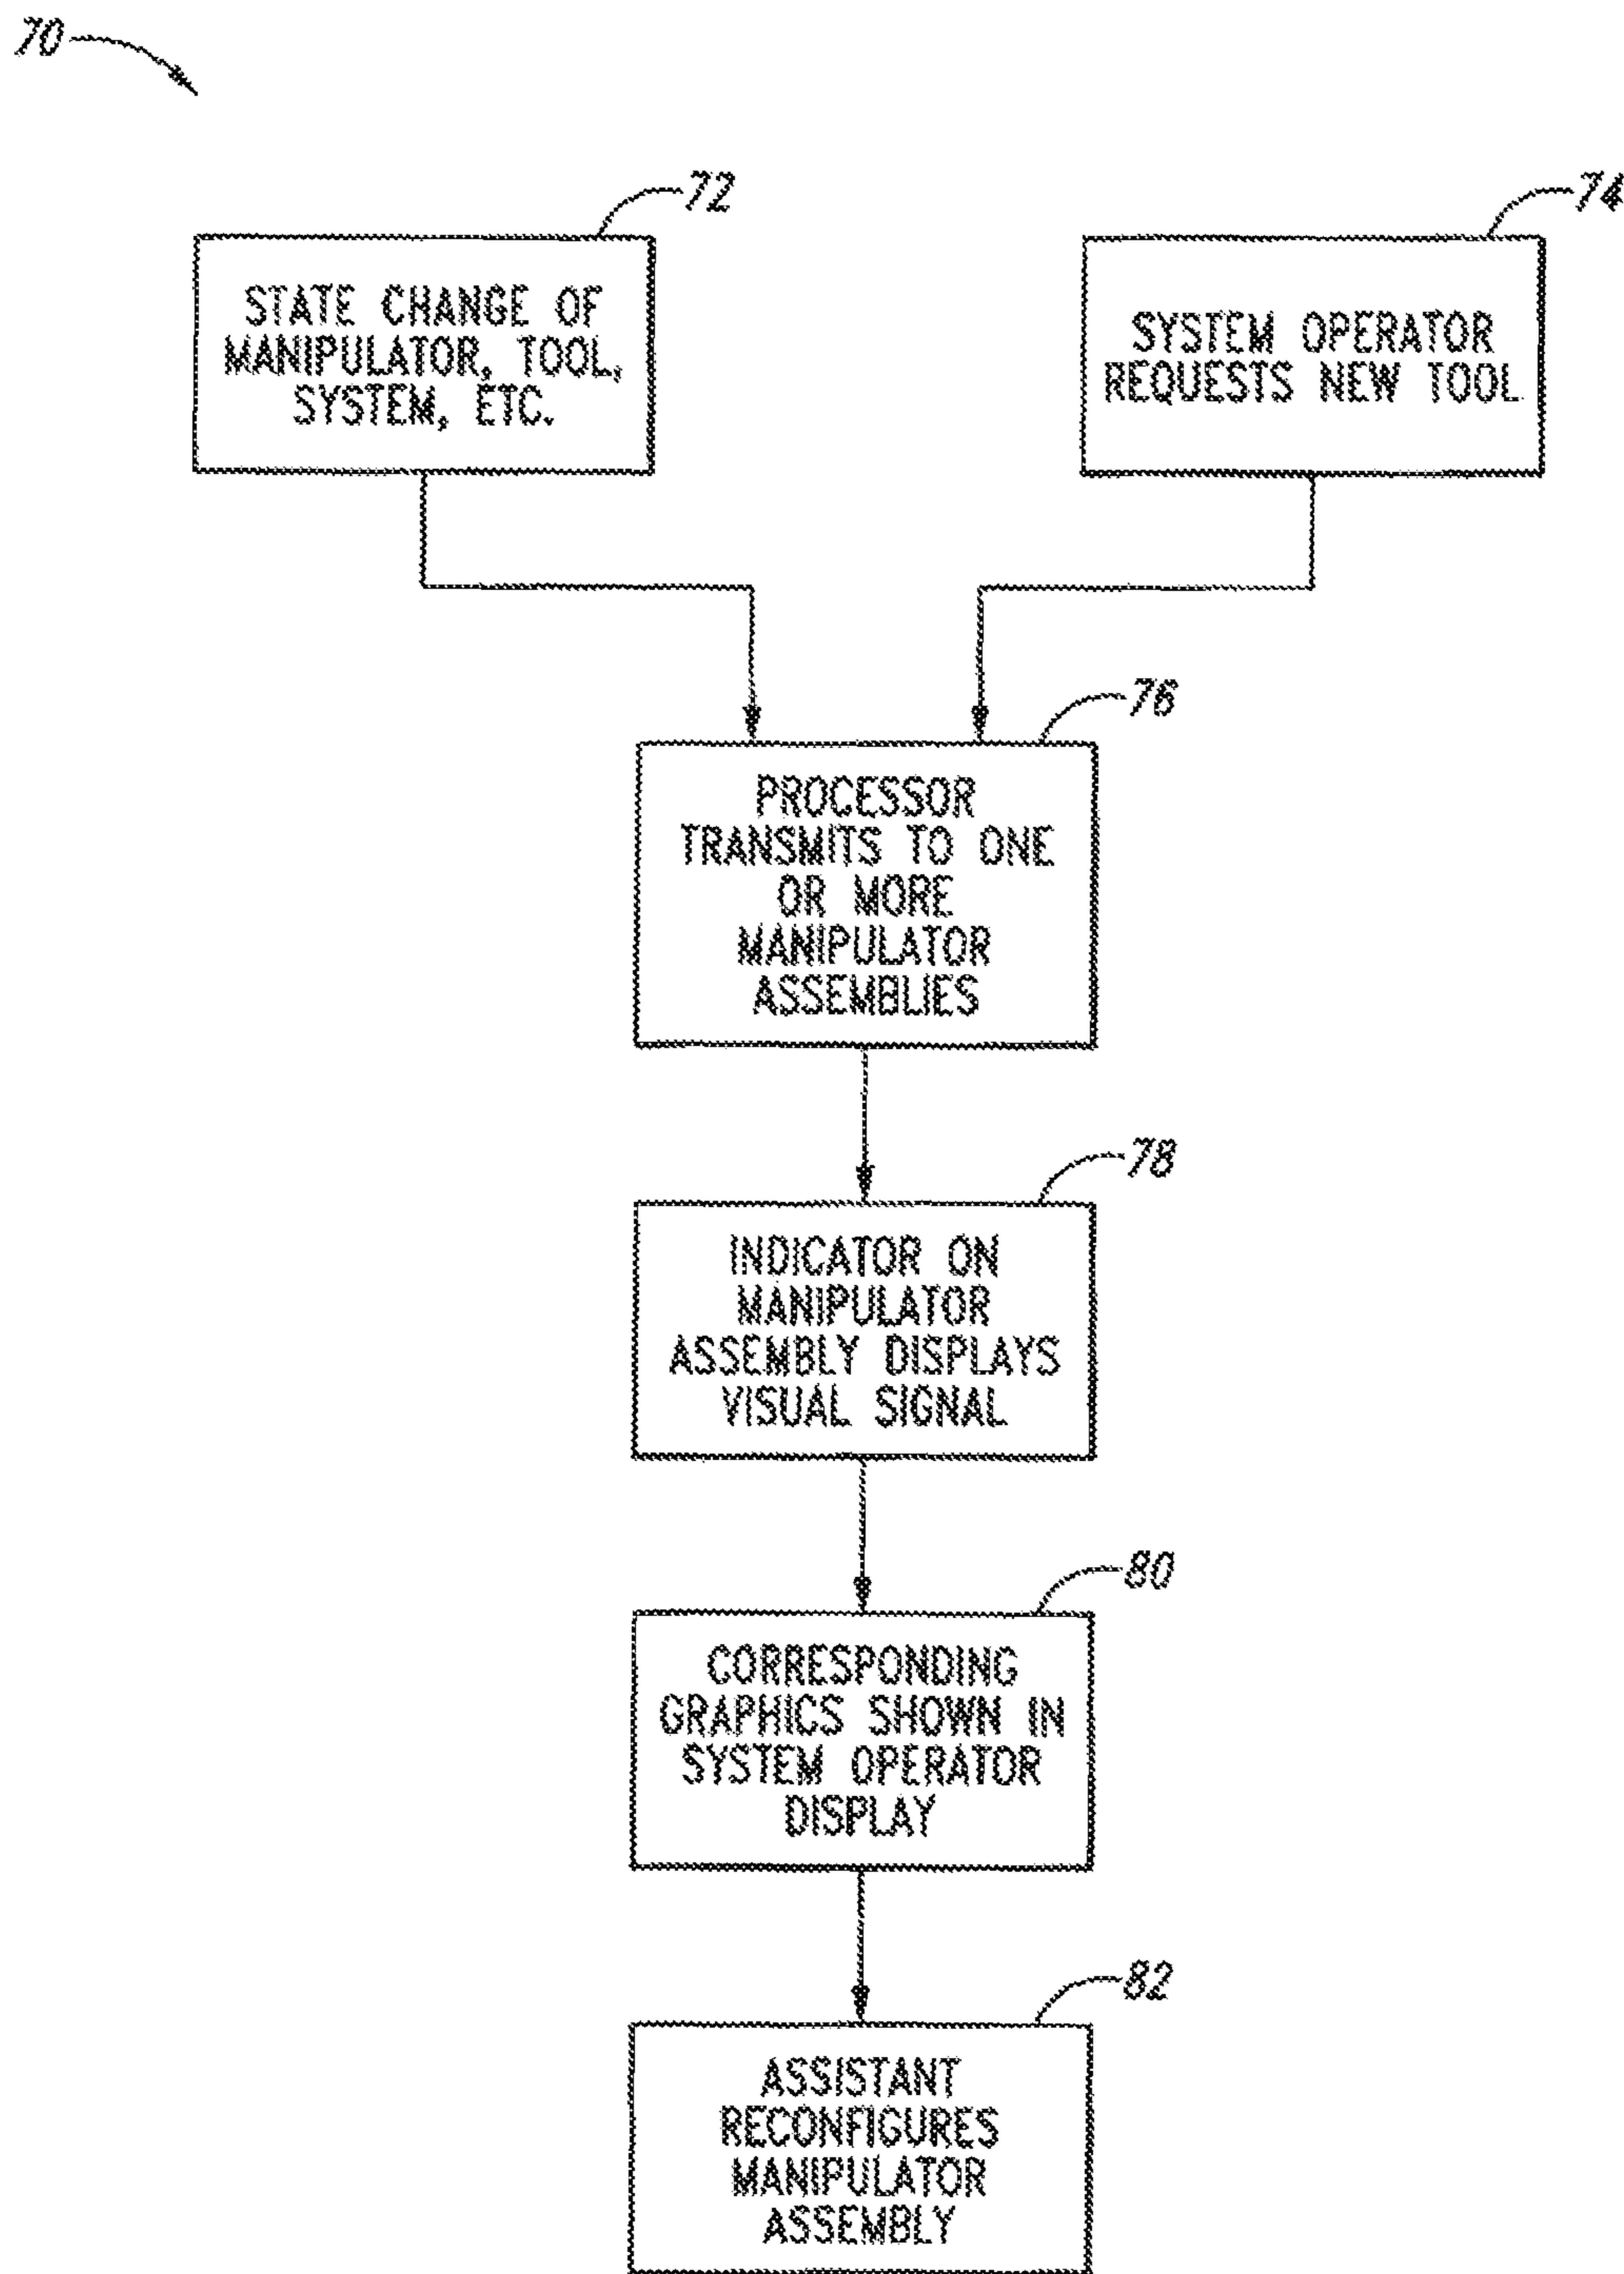 70
72
74
STATE CHANGE OF
MANIPULATOR, TOOL,
SYSTEM, ETC.
SYSTEM OPERATOR
REQUESTS NEW TOOL
76
PROCESSOR
TRANSMITS TO ONE
OR MORE
MANIPULATOR
ASSEMBLIES
78
INDICATOR ON
MANIPULATOR
ASSEMBLY DISPLAYS
VISUAL SIGNAL
80
CORRESPONDING
GRAPHICS SHOWN IN
SYSTEM OPERATOR
DISPLAY
82
ASSISTANT
RECONFIGURES
MANIPULATOR
ASSEMBLY